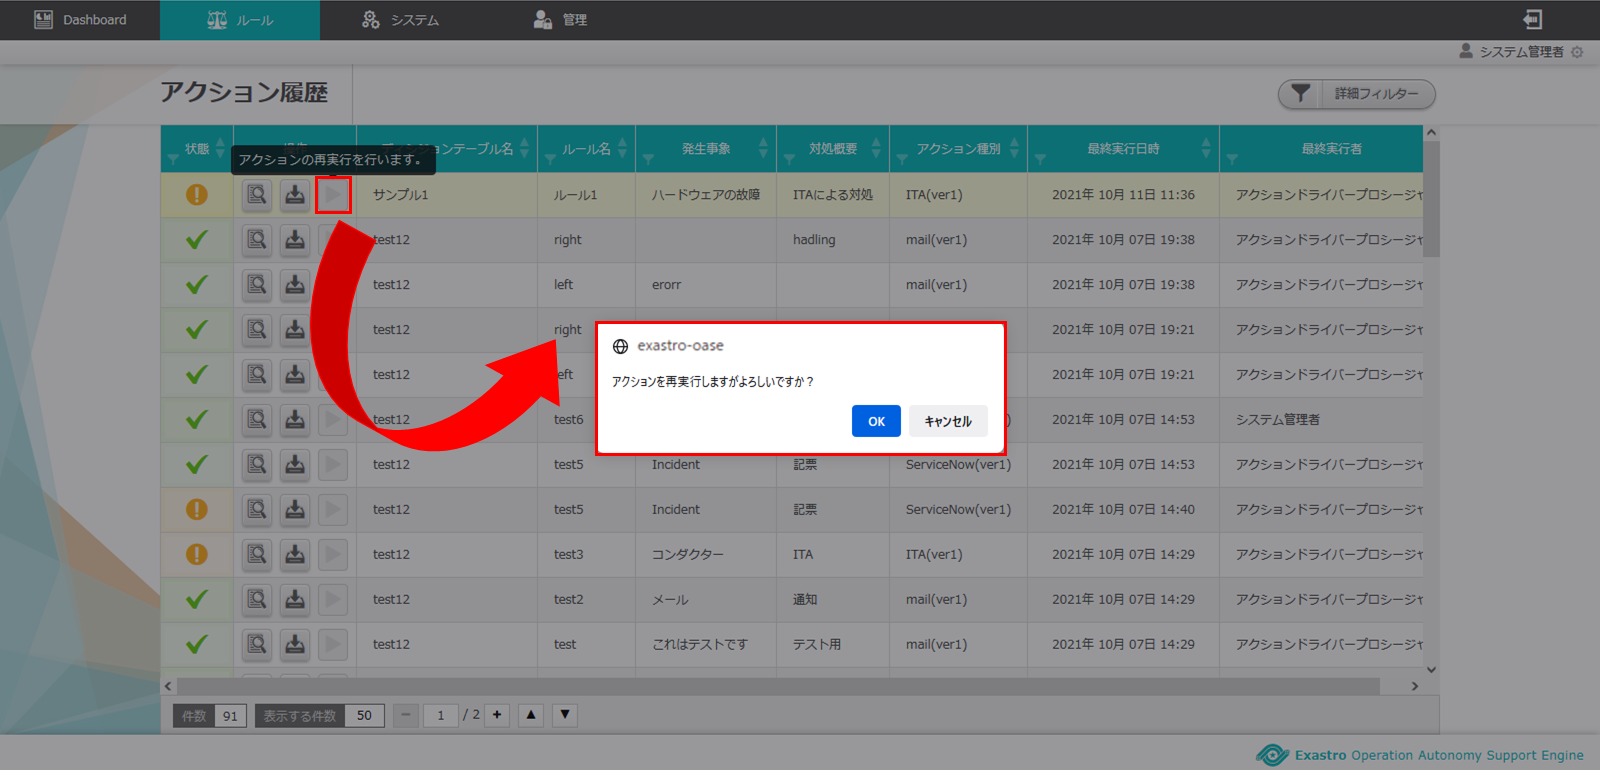 Dashboard ルール システム 管理
システム管理者
アクション履歴
詳細フィルター
状態 ディシジョンテーブル名 ルール名 発生事象 対処概要 アクション種別 最終実行日時 最終実行者
アクションの再実行を行います。
サンプル1 ルール1 ハードウェアの故障 ITAによる対処 ITA(ver1) 2021年 10月 11日 11:36 アクションドライバープロシージャ
test12 right hadling mail(ver1) 2021年 10月 07日 19:38 アクションドライバープロシージャ
test12 left erorr mail(ver1) 2021年 10月 07日 19:38 アクションドライバープロシージャ
test12 right 2021年 10月 07日 19:21 アクションドライバープロシージャ
test12 eft 2021年 10月 07日 19:21 アクションドライバープロシージャ
test12 test6 2021年 10月 07日 14:53 システム管理者
exastro-oase
アクションを再実行しますがよろしいですか？
OK キャンセル
test12 test5 Incident 記票 ServiceNow(ver1) 2021年 10月 07日 14:53 アクションドライバープロシージャ
test12 test5 Incident 記票 ServiceNow(ver1) 2021年 10月 07日 14:40 アクションドライバープロシージャ
test12 test3 コンダクター ITA ITA(ver1) 2021年 10月 07日 14:29 アクションドライバープロシージャ
test12 test2 メール 通知 mail(ver1) 2021年 10月 07日 14:29 アクションドライバープロシージャ
test12 test これはテストです テスト用 mail(ver1) 2021年 10月 07日 14:29 アクションドライバープロシージャ
件数 91 表示する件数 50 1 / 2
Exastro Operation Autonomy Support Engine